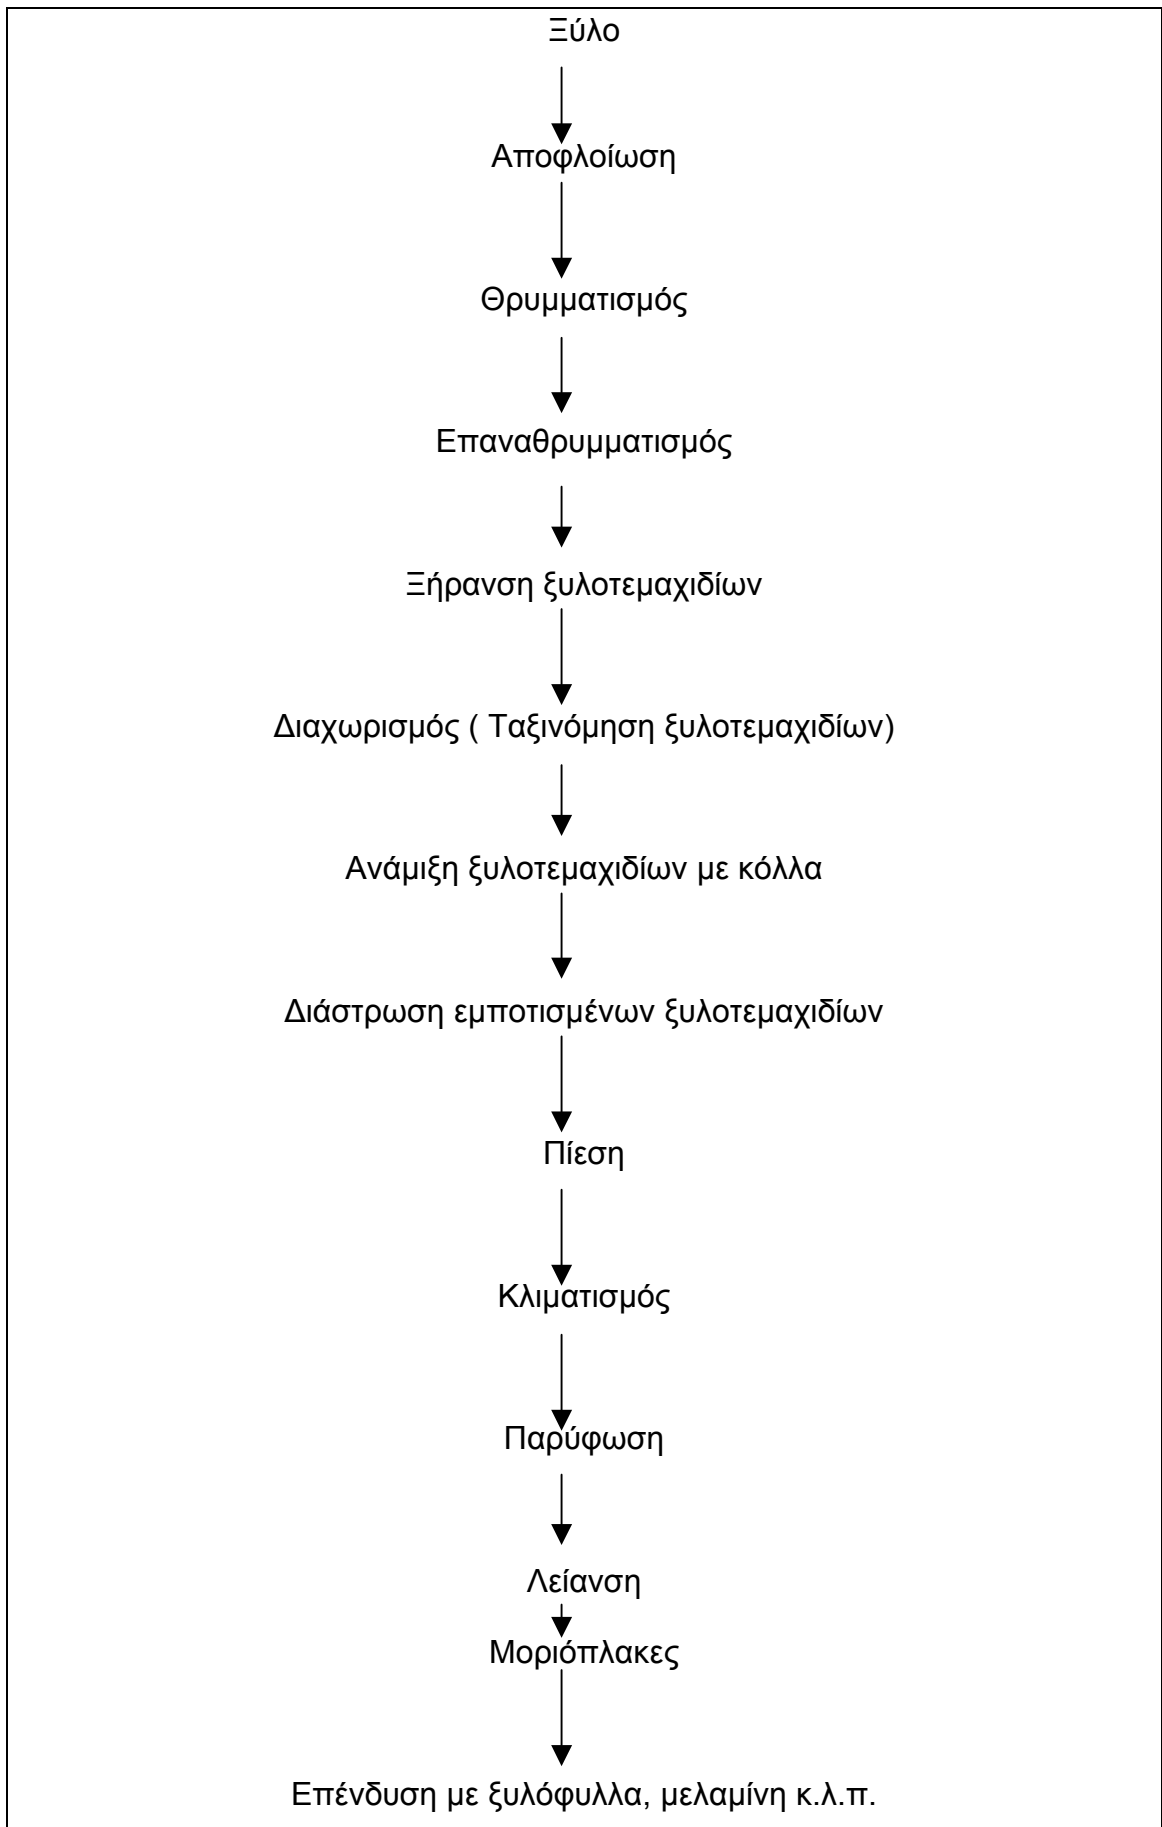 Ξύλο
Αποφλοίωση
Θρυμματισμός
Επαναθρυμματισμός
Ξήρανση ξυλοτεμαχιδίων
Διαχωρισμός ( Ταξινόμηση ξυλοτεμαχιδίων)
Ανάμιξη ξυλοτεμαχιδίων με κόλλα
Διάστρωση εμποτισμένων ξυλοτεμαχιδίων
Πίεση
Κλιματισμός
Παρύφωση
Λείανση
Μοριόπλακες
Επένδυση με ξυλόφυλλα, μελαμίνη κ.λ.π.